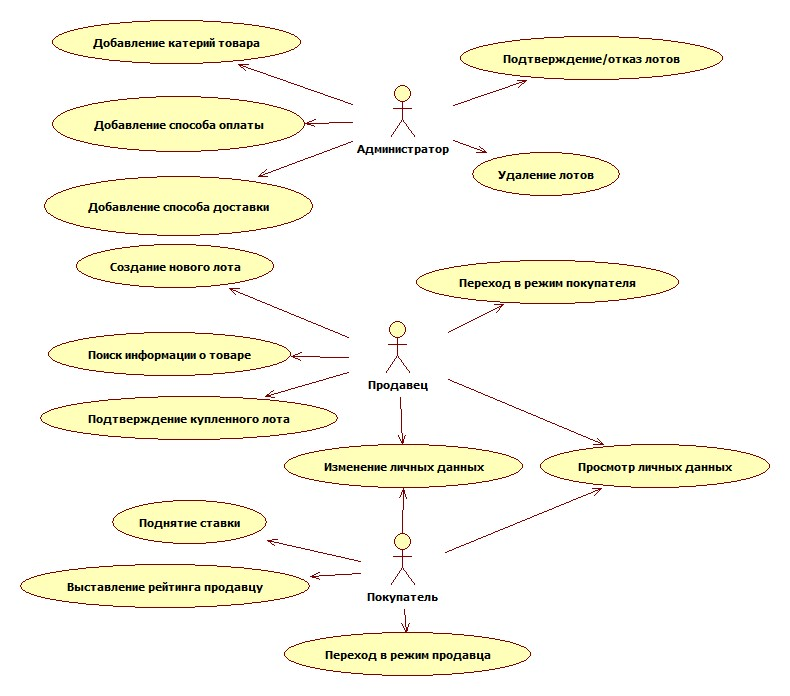 Добавление катерий товара
Подтверждение/отказ лотов
Добавление способа оплаты
Администратор
Удаление лотов
Добавление способа доставки
Создание нового лота
Переход в режим покупателя
Поиск информации о товаре
Продавец
Подтверждение купленного лота
Изменение личных данных
Просмотр личных данных
Поднятие ставки
Выставление рейтинга продавцу
Покупатель
Переход в режим продавца